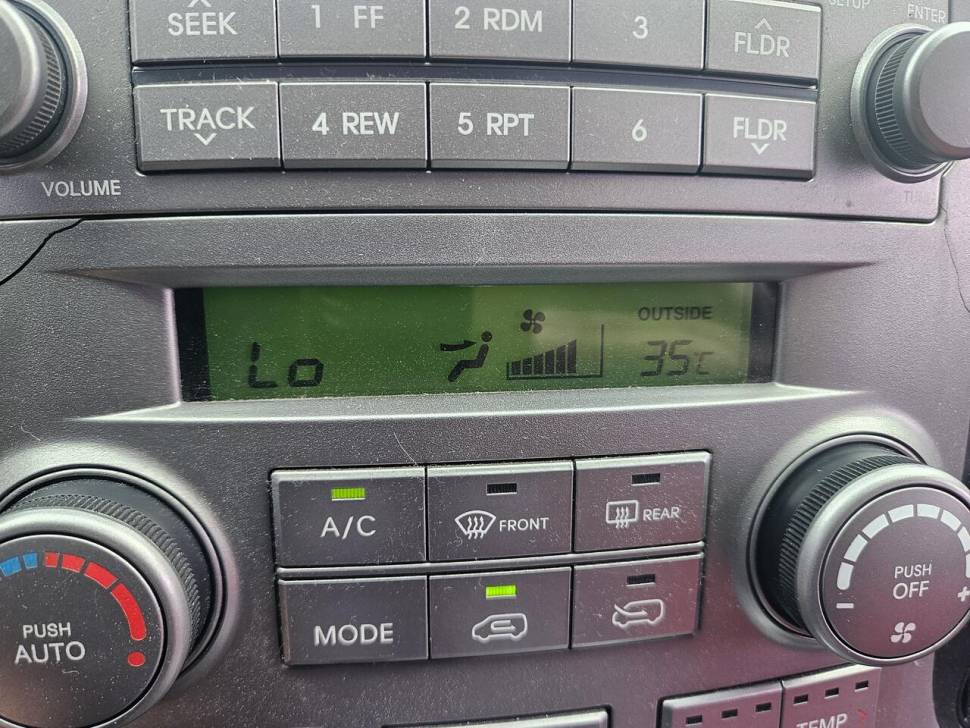 SETUP
ENTER
SEEK
1 FF
2 RDM
3
FLDR
TRACK
4 REW
5 RPT
6
FLDR
VOLUME
OUTSIDE
Lo
35℃
A/C
FRONT
REAR
PUSH
OFF
PUSH
AUTO
MODE
TEMP